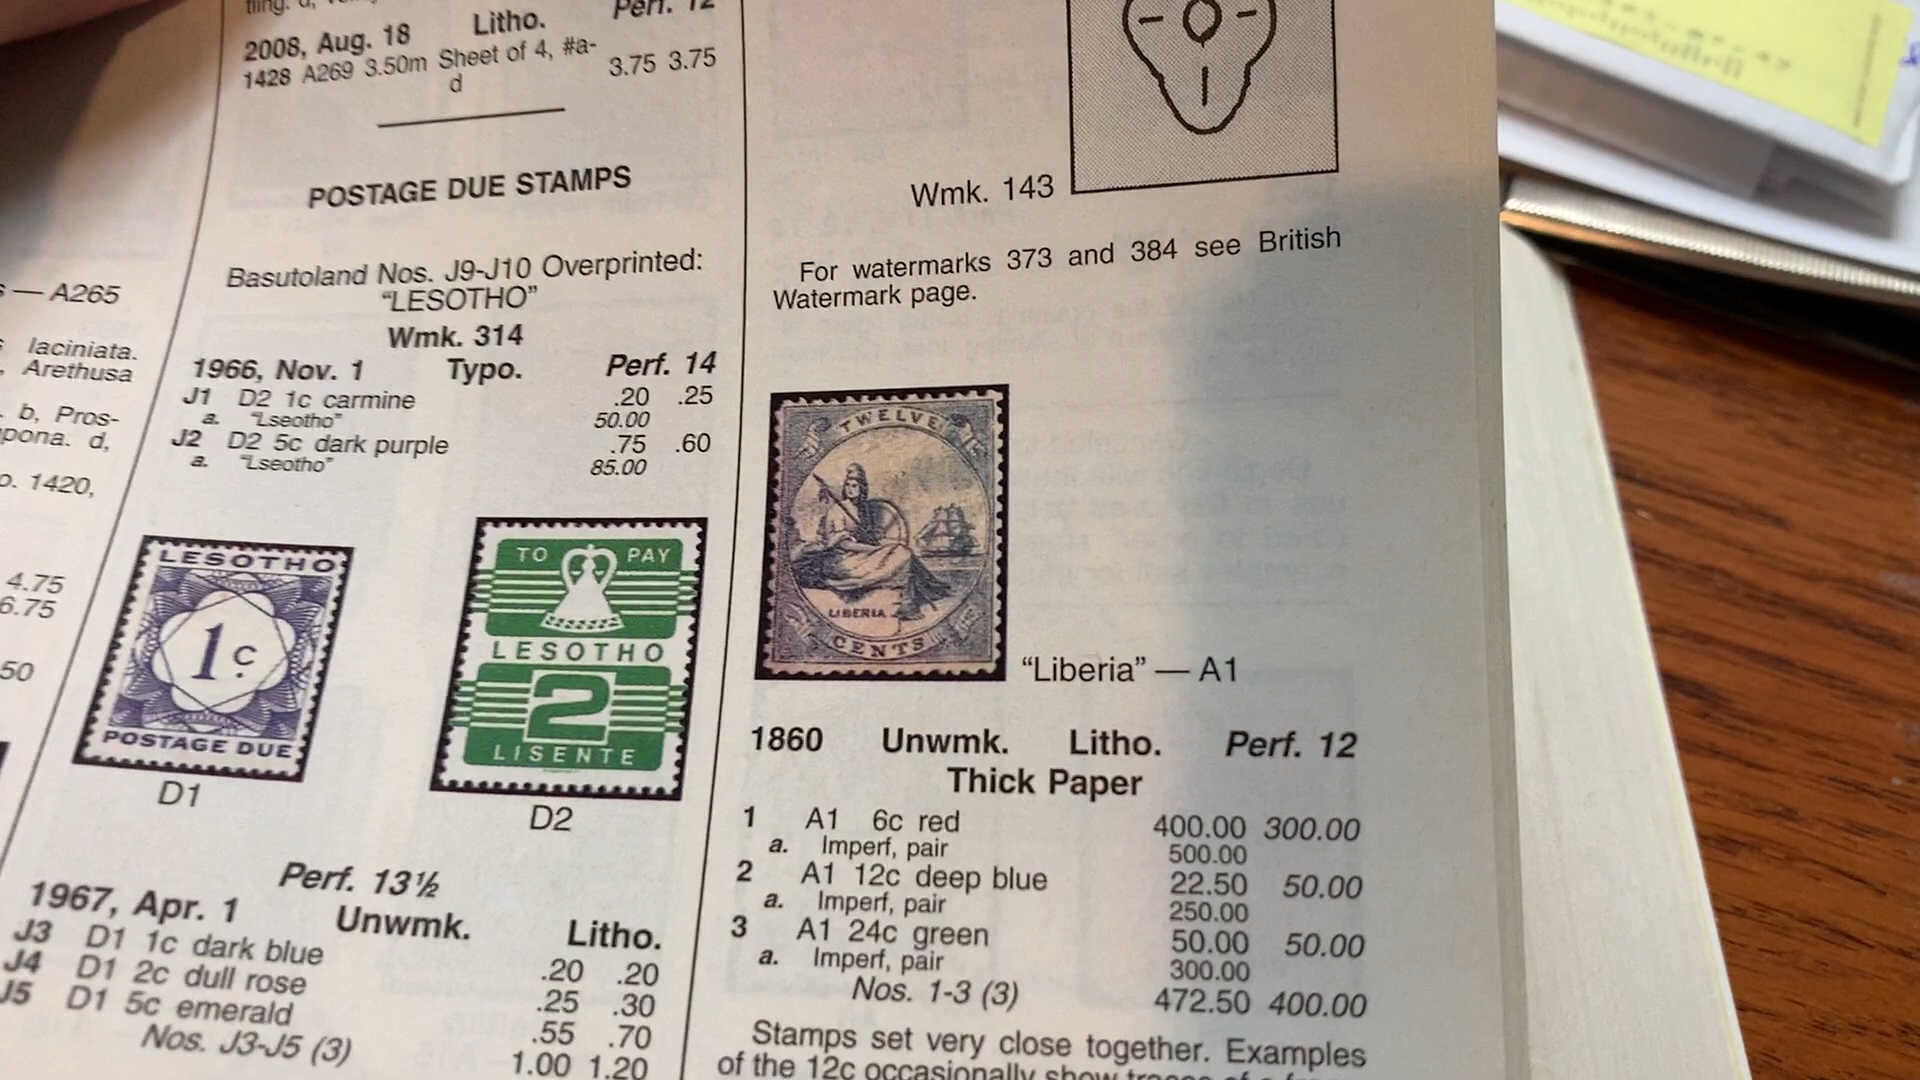 2008, Aug. 18 Litho. Perf. 12
1428 A269 3.50m Sheet of 4, #a-
d 3.75 3.75
POSTAGE DUE STAMPS
Basutoland Nos. J9-J10 Overprinted:
“LESOTHO”
Wmk. 314
1966, Nov. 1 Typo. Perf. 14
J1 D2 1c carmine .20 .25
a. “Lseotho” 50.00
J2 D2 5c dark purple .75 .60
a. “Lseotho” 85.00
LESOTHO
1c
POSTAGE DUE
D1
TO PAY
LESOTHO
2
LISENTE
D2
Perf. 13½
1967, Apr. 1 Unwmk. Litho.
J3 D1 1c dark blue .20 .20
J4 D1 2c dull rose .25 .30
J5 D1 5c emerald .55 .70
Nos. J3-J5 (3) 1.00 1.20
— A265
laciniata.
Arethusa
b, Pros-
d,
1420,
4.75
6.75
50
Wmk. 143
For watermarks 373 and 384 see British
Watermark page.
TWELVE
LIBERIA
CENTS
“Liberia” — A1
1860 Unwmk. Litho. Perf. 12
Thick Paper
1 A1 6c red 400.00 300.00
a. Imperf, pair 500.00
2 A1 12c deep blue 22.50 50.00
a. Imperf, pair 250.00
3 A1 24c green 50.00 50.00
a. Imperf, pair 300.00
Nos. 1-3 (3) 472.50 400.00
Stamps set very close together. Examples
of the 12c occasionally show traces of a